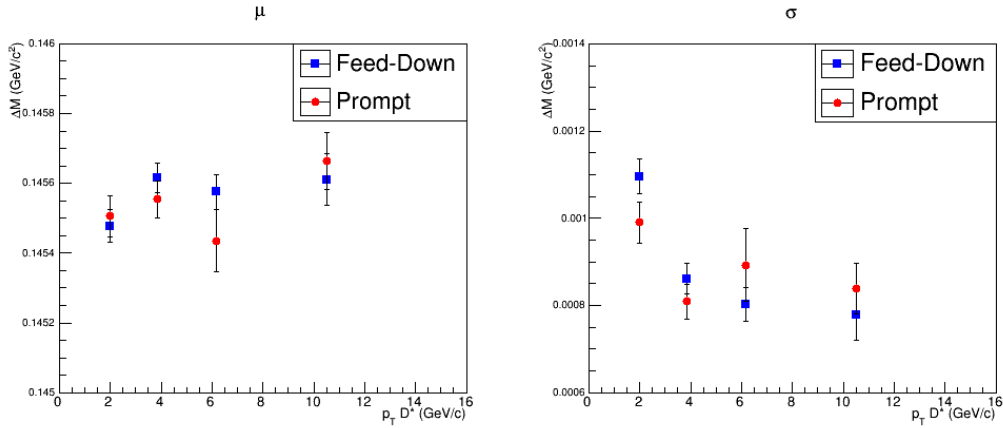 μ
ΔM (GeV/c²)
0.146
0.1458
0.1456
0.1454
0.1452
0.145
Feed-Down
Prompt
0 2 4 6 8 10 12 14 16
p_T D* (GeV/c)
σ
ΔM (GeV/c²)
0.0014
0.0012
0.001
0.0008
0.0006
Feed-Down
Prompt
0 2 4 6 8 10 12 14 16
p_T D* (GeV/c)